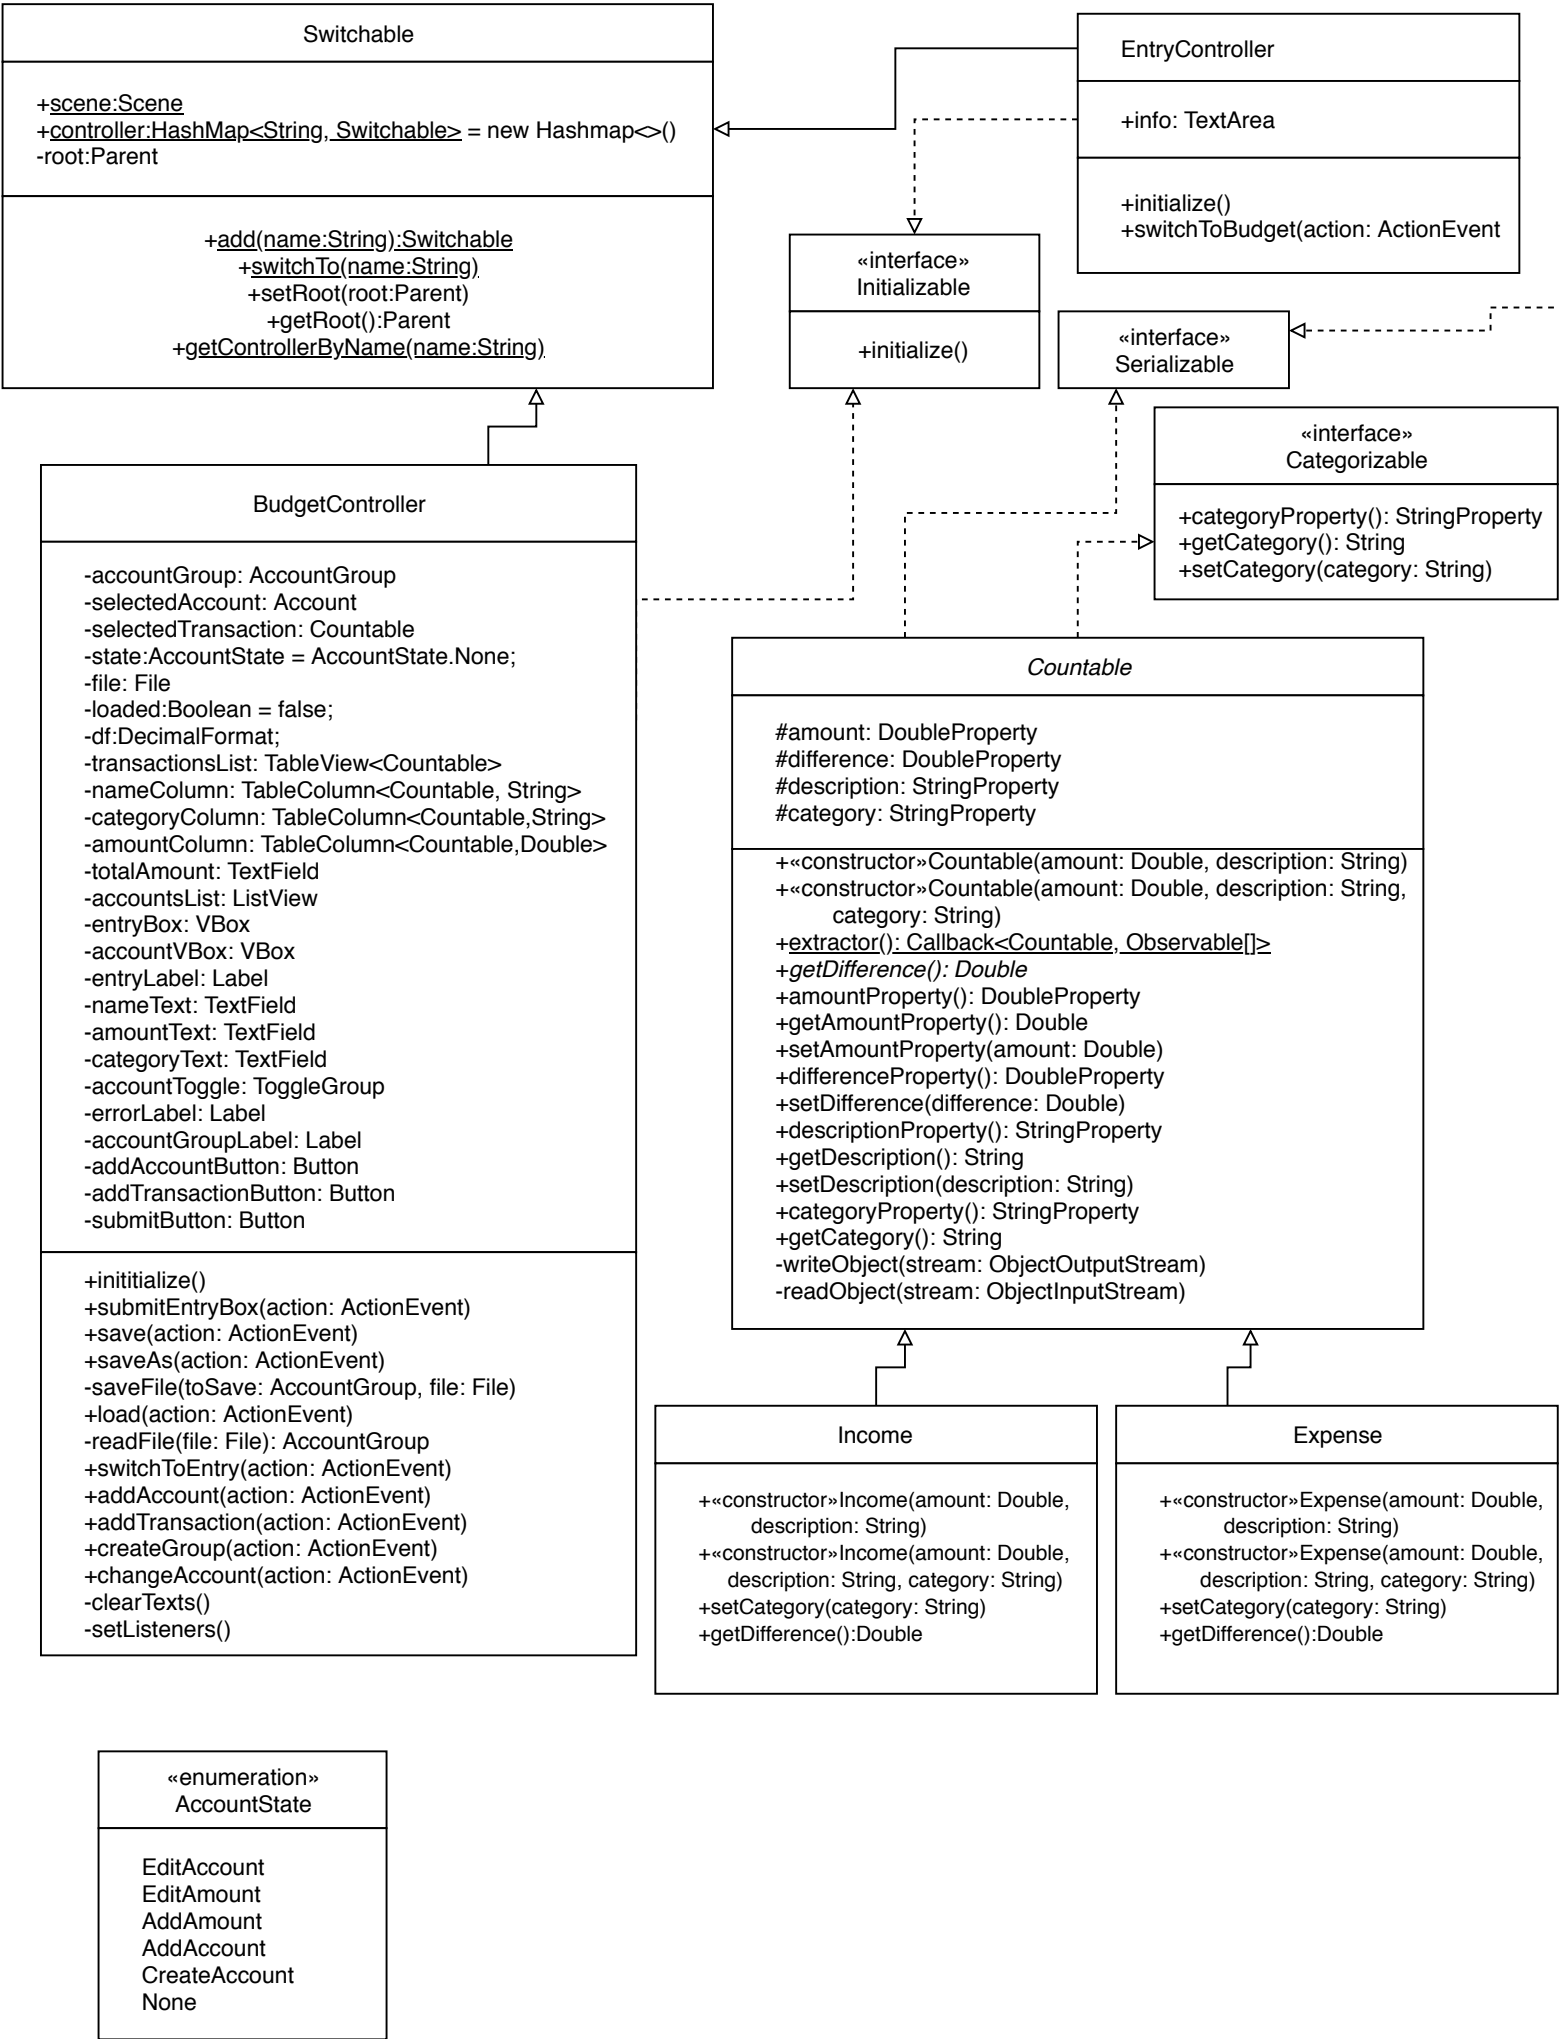 Switchable
+scene:Scene
+controller:HashMap<String, Switchable> = new Hashmap<>()
-root:Parent
+add(name:String):Switchable
+switchTo(name:String)
+setRoot(root:Parent)
+getRoot():Parent
+getControllerByName(name:String)
EntryController
+info: TextArea
+initialize()
+switchToBudget(action: ActionEvent
«interface»
Initializable
+initialize()
«interface»
Serializable
«interface»
Categorizable
+categoryProperty(): StringProperty
+getCategory(): String
+setCategory(category: String)
BudgetController
-accountGroup: AccountGroup
-selectedAccount: Account
-selectedTransaction: Countable
-state:AccountState = AccountState.None;
-file: File
-loaded:Boolean = false;
-df:DecimalFormat;
-transactionsList: TableView<Countable>
-nameColumn: TableColumn<Countable, String>
-categoryColumn: TableColumn<Countable,String>
-amountColumn: TableColumn<Countable,Double>
-totalAmount: TextField
-accountsList: ListView
-entryBox: VBox
-accountVBox: VBox
-entryLabel: Label
-nameText: TextField
-amountText: TextField
-categoryText: TextField
-accountToggle: ToggleGroup
-errorLabel: Label
-accountGroupLabel: Label
-addAccountButton: Button
-addTransactionButton: Button
-submitButton: Button
+inititialize()
+submitEntryBox(action: ActionEvent)
+save(action: ActionEvent)
+saveAs(action: ActionEvent)
-saveFile(toSave: AccountGroup, file: File)
+load(action: ActionEvent)
-readFile(file: File): AccountGroup
+switchToEntry(action: ActionEvent)
+addAccount(action: ActionEvent)
+addTransaction(action: ActionEvent)
+createGroup(action: ActionEvent)
+changeAccount(action: ActionEvent)
-clearTexts()
-setListeners()
Countable
#amount: DoubleProperty
#difference: DoubleProperty
#description: StringProperty
#category: StringProperty
+«constructor»Countable(amount: Double, description: String)
+«constructor»Countable(amount: Double, description: String,
category: String)
+extractor(): Callback<Countable, Observable[]>
+getDifference(): Double
+amountProperty(): DoubleProperty
+getAmountProperty(): Double
+setAmountProperty(amount: Double)
+differenceProperty(): DoubleProperty
+setDifference(difference: Double)
+descriptionProperty(): StringProperty
+getDescription(): String
+setDescription(description: String)
+categoryProperty(): StringProperty
+getCategory(): String
-writeObject(stream: ObjectOutputStream)
-readObject(stream: ObjectInputStream)
Income
+«constructor»Income(amount: Double,
description: String)
+«constructor»Income(amount: Double,
description: String, category: String)
+setCategory(category: String)
+getDifference():Double
Expense
+«constructor»Expense(amount: Double,
description: String)
+«constructor»Expense(amount: Double,
description: String, category: String)
+setCategory(category: String)
+getDifference():Double
«enumeration»
AccountState
EditAccount
EditAmount
AddAmount
AddAccount
CreateAccount
None